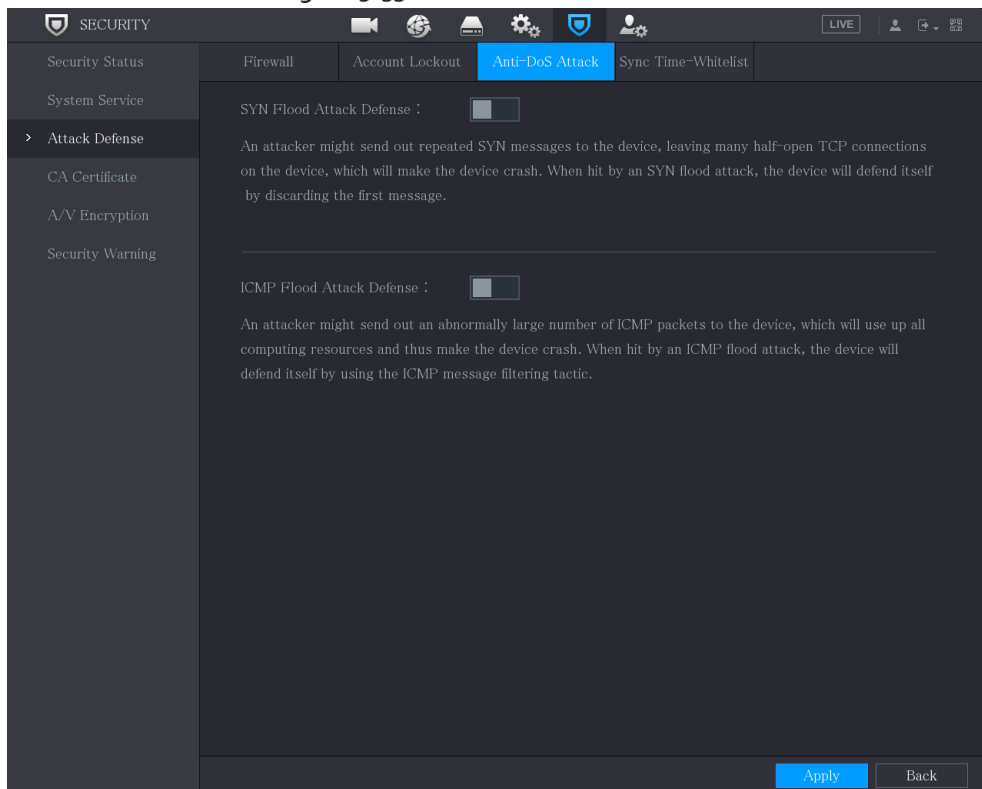 SECURITY
LIVE
Security Status
System Service
Attack Defense
CA Certificate
A/V Encryption
Security Warning
Firewall
Account Lockout
Anti-DoS Attack
Sync Time-Whitelist
SYN Flood Attack Defense :
An attacker might send out repeated SYN messages to the device, leaving many half-open TCP connections
on the device, which will make the device crash. When hit by an SYN flood attack, the device will defend itself
by discarding the first message.
ICMP Flood Attack Defense :
An attacker might send out an abnormally large number of ICMP packets to the device, which will use up all
computing resources and thus make the device crash. When hit by an ICMP flood attack, the device will
defend itself by using the ICMP message filtering tactic.
Apply
Back